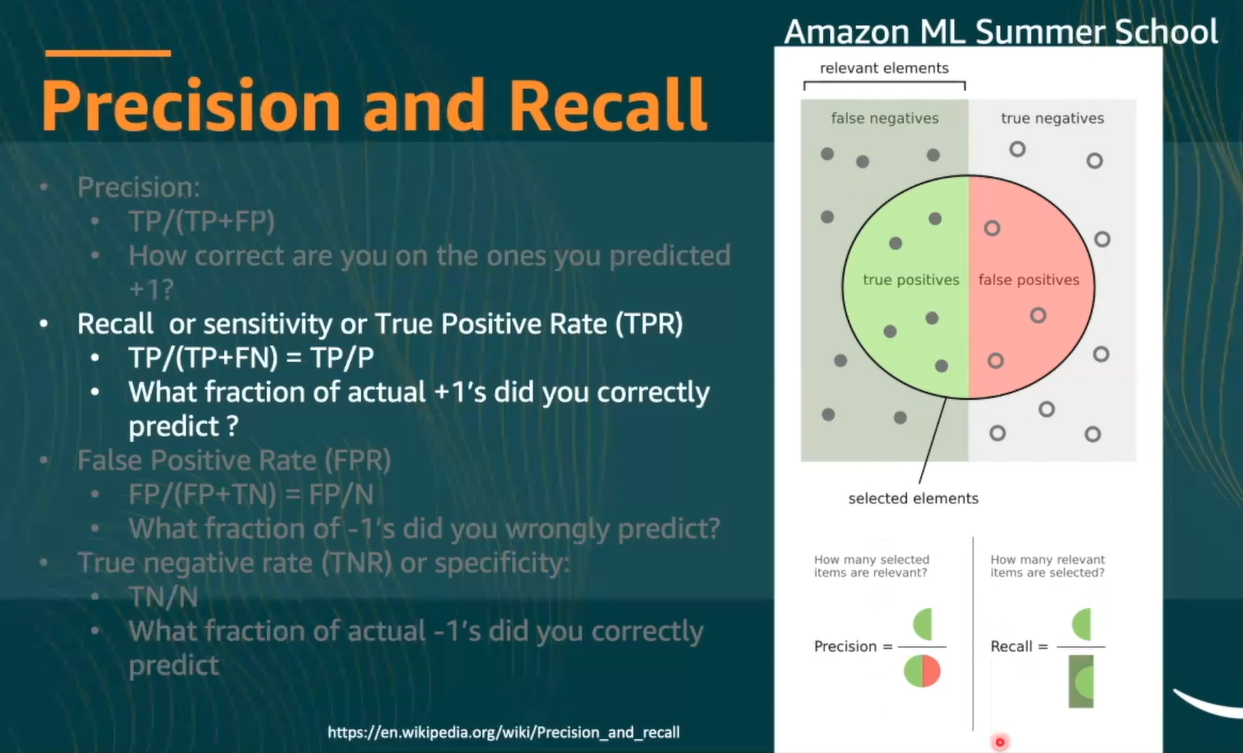 Amazon ML Summer School
Precision and Recall
• Precision:
• TP/(TP+FP)
• How correct are you on the ones you predicted
+1?
• Recall or sensitivity or True Positive Rate (TPR)
• TP/(TP+FN) = TP/P
• What fraction of actual +1's did you correctly
predict ?
• False Positive Rate (FPR)
• FP/(FP+TN) = FP/N
• What fraction of -1's did you wrongly predict?
• True negative rate (TNR) or specificity:
• TN/N
• What fraction of actual -1's did you correctly
predict
https://en.wikipedia.org/wiki/Precision_and_recall
relevant elements
false negatives
true negatives
true positives
false positives
selected elements
How many selected
items are relevant?
Precision =
How many relevant
items are selected?
Recall =